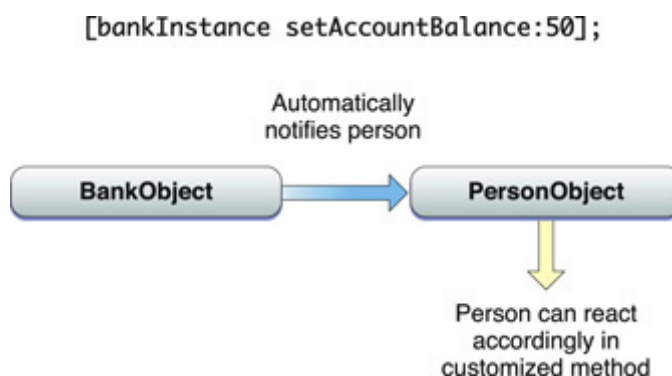 [bankInstance setAccountBalance:50];
Automatically
notifies person
BankObject
PersonObject
Person can react
accordingly in
customized method